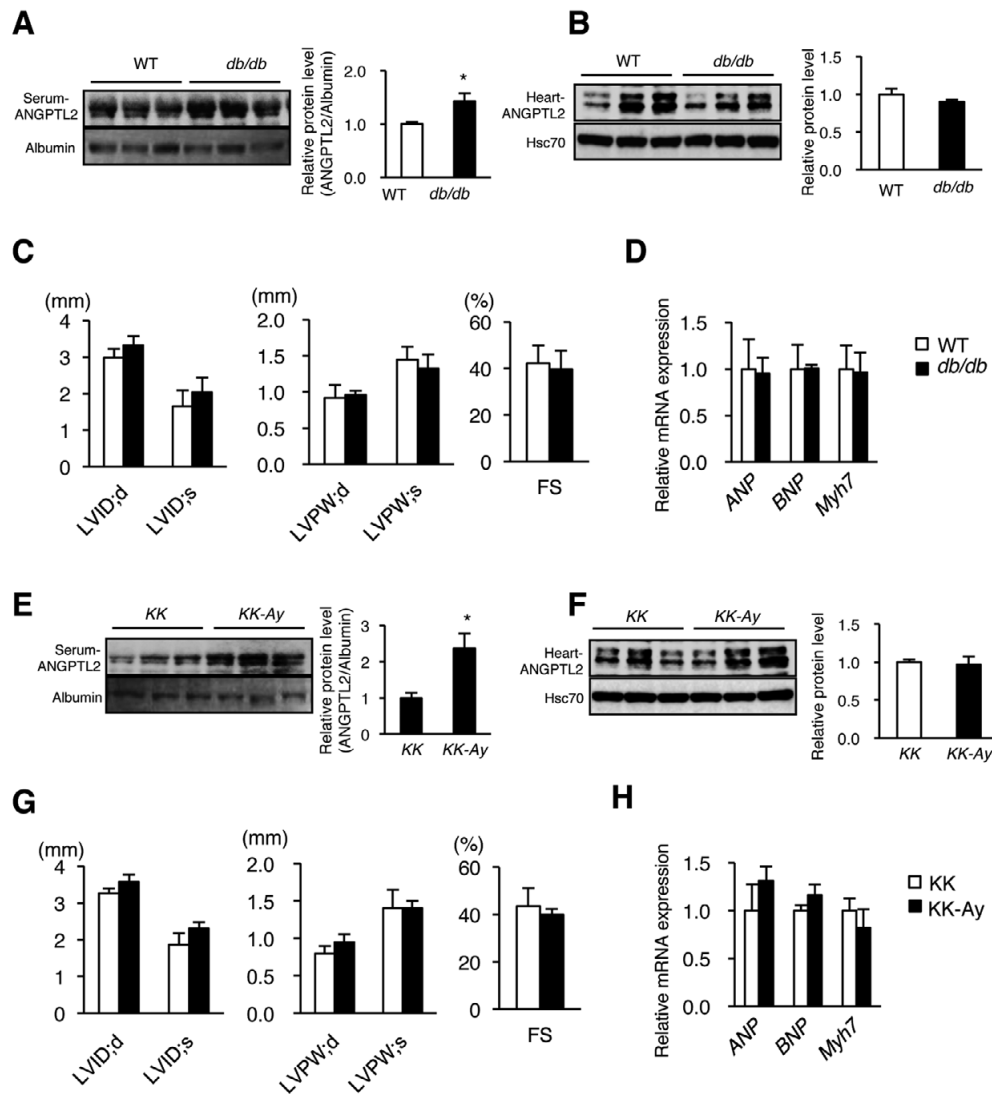 A
WT db/db
Serum-
ANGPTL2
Albumin
Relative protein level
(ANGPTL2/Albumin)
2.0
1.0
0.0
*
WT db/db
B
WT db/db
Heart-
ANGPTL2
Hsc70
Relative protein level
1.5
1.0
0.5
0.0
WT db/db
C
(mm)
4
3
2
1
0
LVID;d
LVID;s
(mm)
2.0
1.5
1.0
0.5
0.0
LVPW;d
LVPW;s
(%)
60
40
20
0
FS
D
Relative mRNA expression
1.5
1.0
0.5
0.0
ANP
BNP
Myh7
WT
db/db
E
KK KK-Ay
Serum-
ANGPTL2
Albumin
Relative protein level
(ANGPTL2/Albumin)
3
2
1
0
*
KK KK-Ay
F
KK KK-Ay
Heart-
ANGPTL2
Hsc70
Relative protein level
1.5
1.0
0.5
0.0
KK KK-Ay
G
(mm)
4
3
2
1
0
LVID;d
LVID;s
(mm)
2.0
1.5
1.0
0.5
0.0
LVPW;d
LVPW;s
(%)
60
40
20
0
FS
H
Relative mRNA expression
1.5
1.0
0.5
0.0
ANP
BNP
Myh7
KK
KK-Ay